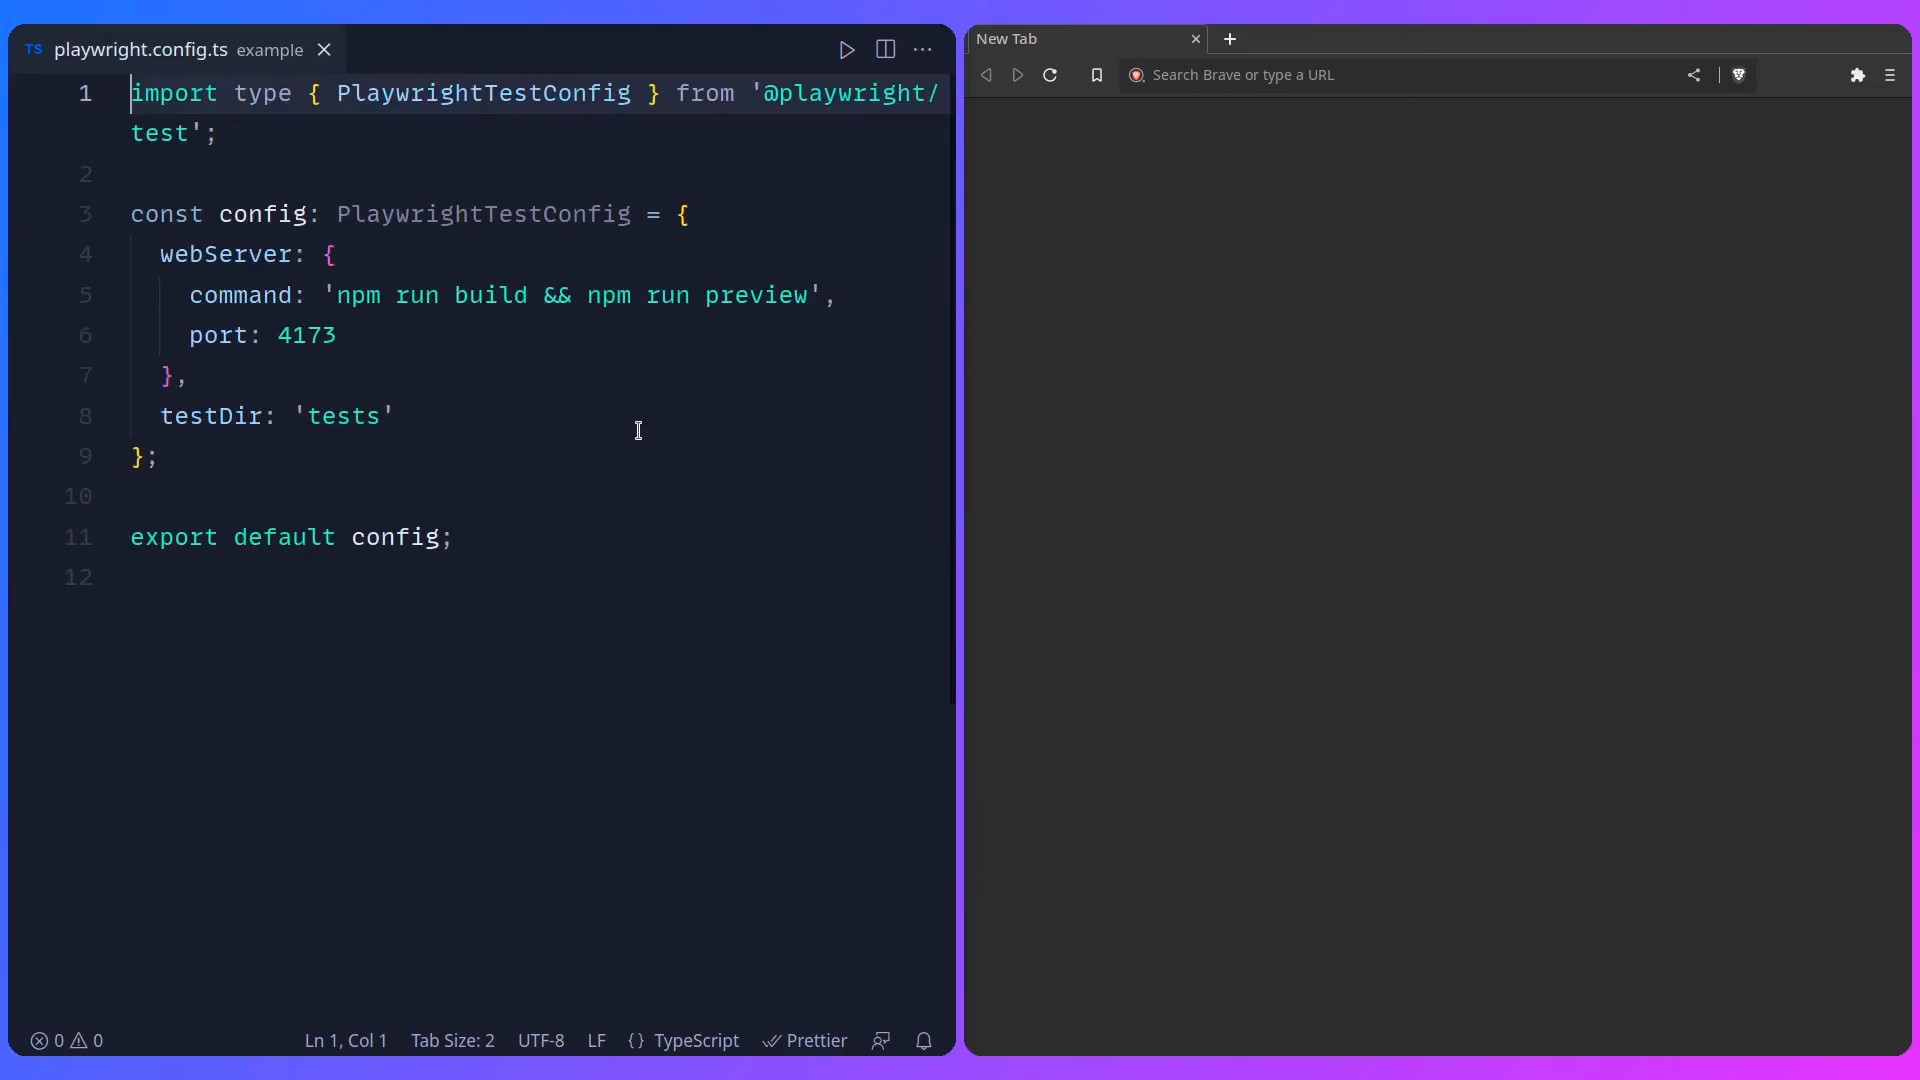 TS playwright.config.ts example
1 import type { PlaywrightTestConfig } from '@playwright/
test';
2
3 const config: PlaywrightTestConfig = {
4 webServer: {
5 command: 'npm run build && npm run preview',
6 port: 4173
7 },
8 testDir: 'tests'
9 };
10
11 export default config;
12
0 0 Ln 1, Col 1 Tab Size: 2 UTF-8 LF {} TypeScript Prettier
New Tab
Search Brave or type a URL